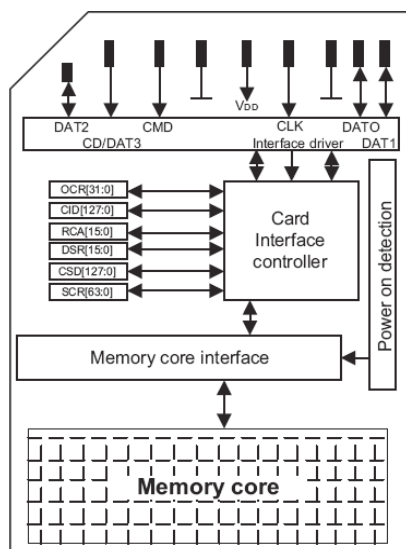 VDD
DAT2 CMD CLK DATO
CD/DAT3 Interface driver DAT1
OCR[31:0]
CID[127:0]
RCA[15:0]
DSR[15:0]
CSD[127:0]
SCR[63:0]
Card
Interface
controller
Power on detection
Memory core interface
Memory core